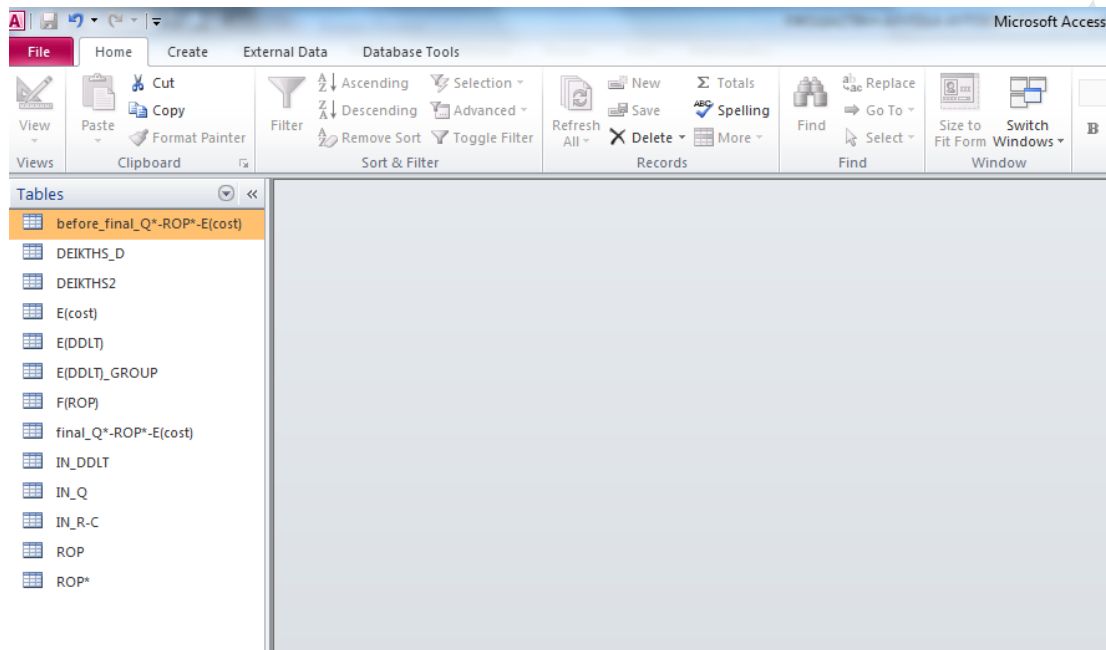 A Microsoft Access
File Home Create External Data Database Tools
View Paste Cut Copy Format Painter Filter Ascending Descending Remove Sort Selection Advanced Toggle Filter Refresh All New Save Delete Totals Spelling More Find Replace Go To Select Size to Fit Form Switch Windows B
Views Clipboard Sort & Filter Records Find Window
Tables
before_final_Q*-ROP*-E(cost)
DEIKTHS_D
DEIKTHS2
E(cost)
E(DDLT)
E(DDLT)_GROUP
F(ROP)
final_Q*-ROP*-E(cost)
IN_DDLT
IN_Q
IN_R-C
ROP
ROP*